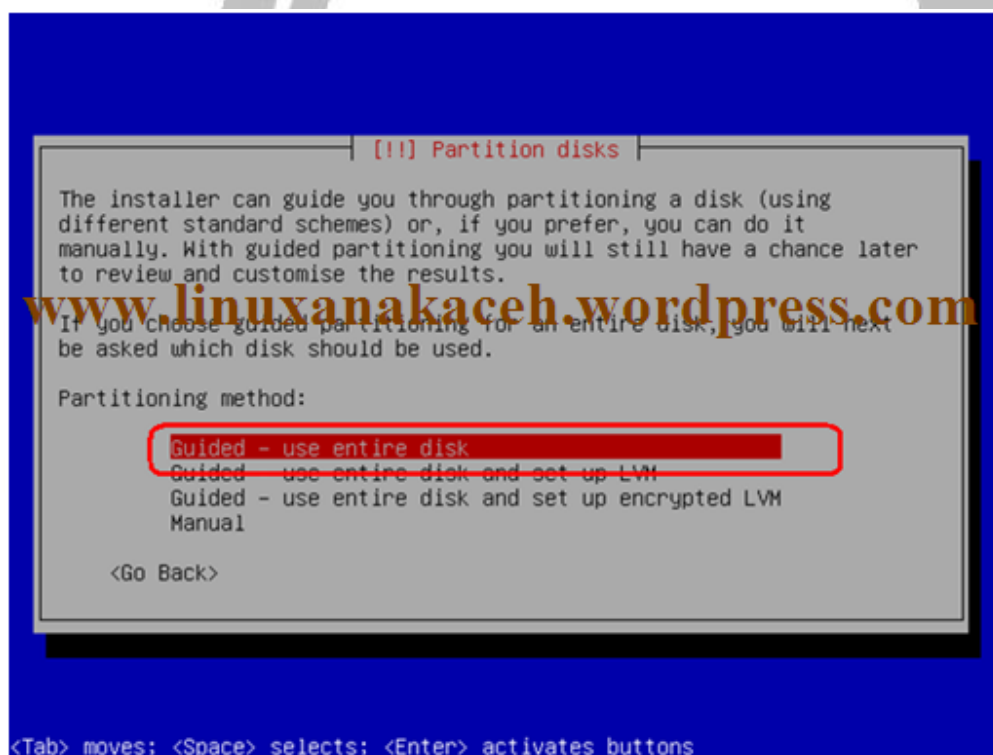 [!!] Partition disks
The installer can guide you through partitioning a disk (using
different standard schemes) or, if you prefer, you can do it
manually. With guided partitioning you will still have a chance later
to review and customise the results.
www.linuxanakaceh.wordpress.com
If you choose guided partitioning for an entire disk, you will next
be asked which disk should be used.
Partitioning method:
Guided – use entire disk
Guided – use entire disk and set up LVM
Guided – use entire disk and set up encrypted LVM
Manual
<Go Back>
<Tab> moves; <Space> selects; <Enter> activates buttons